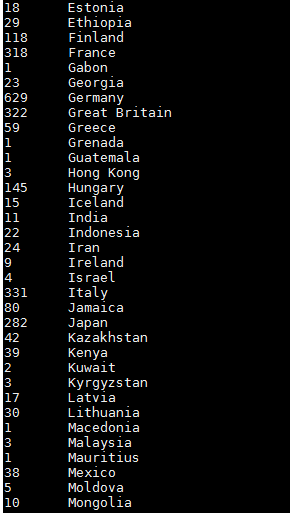 18 Estonia
29 Ethiopia
118 Finland
318 France
1 Gabon
23 Georgia
629 Germany
322 Great Britain
59 Greece
1 Grenada
1 Guatemala
3 Hong Kong
145 Hungary
15 Iceland
11 India
22 Indonesia
24 Iran
9 Ireland
4 Israel
331 Italy
80 Jamaica
282 Japan
42 Kazakhstan
39 Kenya
2 Kuwait
3 Kyrgyzstan
17 Latvia
30 Lithuania
1 Macedonia
3 Malaysia
1 Mauritius
38 Mexico
5 Moldova
10 Mongolia